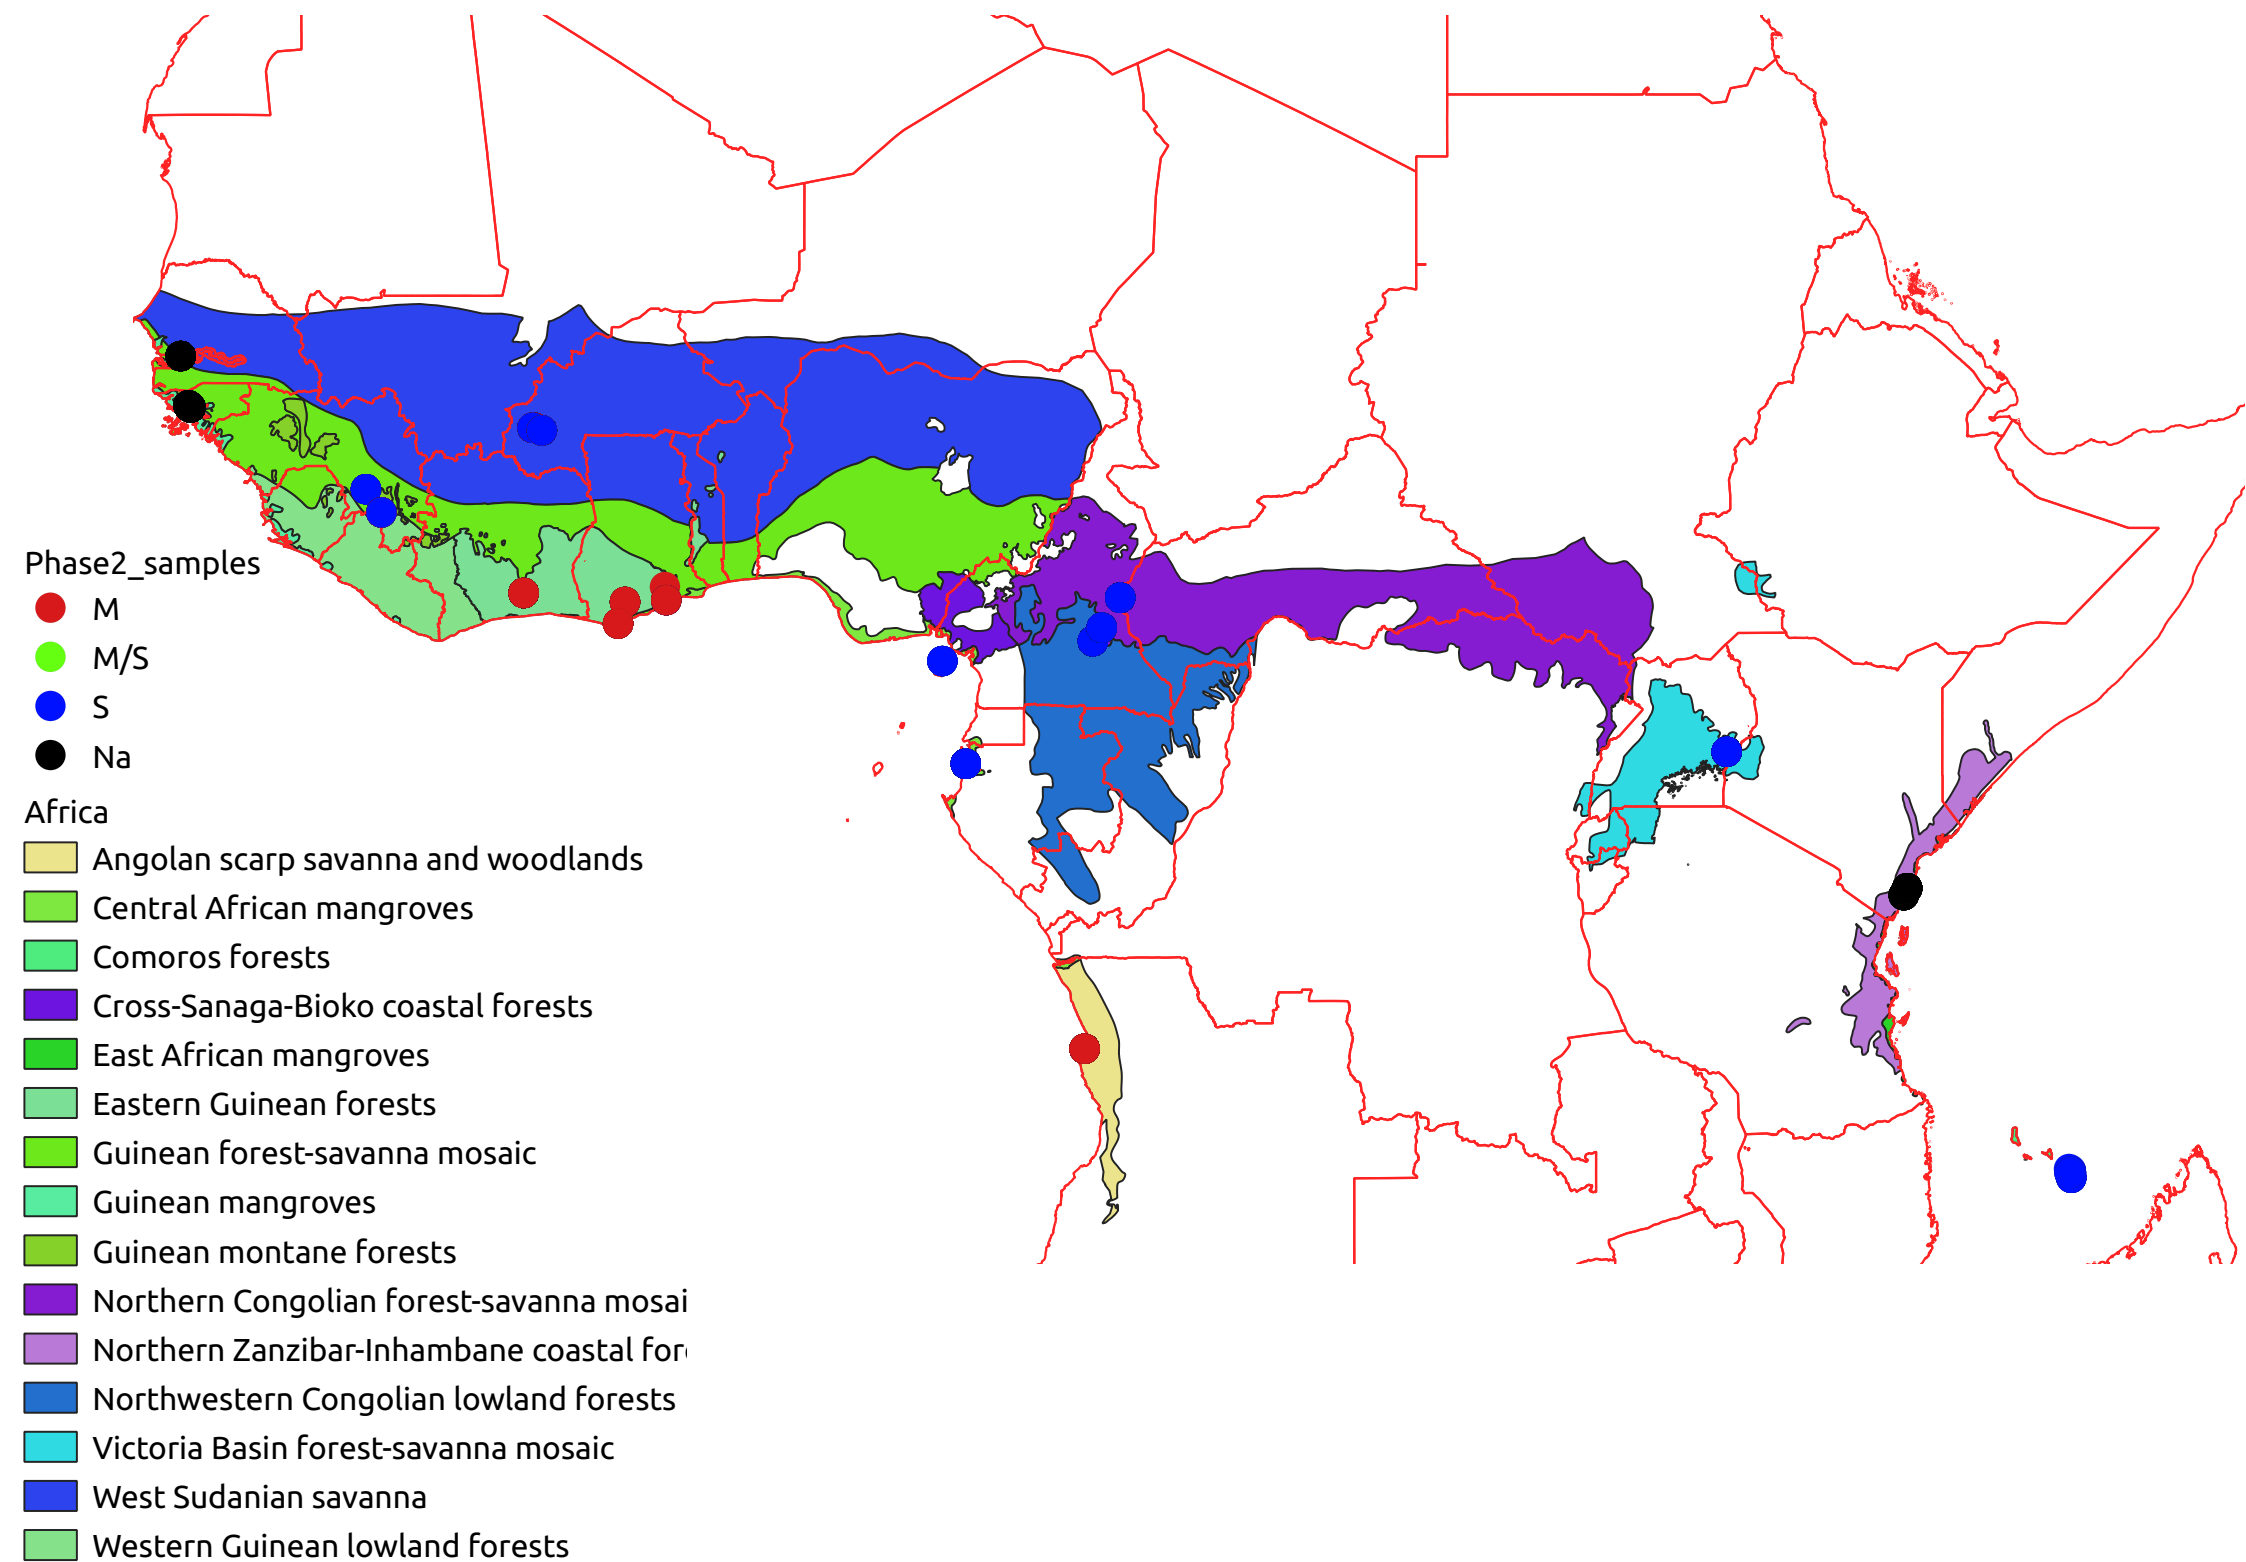 Phase2_samples
M
M/S
S
Na
Africa
Angolan scarp savanna and woodlands
Central African mangroves
Comoros forests
Cross-Sanaga-Bioko coastal forests
East African mangroves
Eastern Guinean forests
Guinean forest-savanna mosaic
Guinean mangroves
Guinean montane forests
Northern Congolian forest-savanna mosai
Northern Zanzibar-Inhambane coastal for
Northwestern Congolian lowland forests
Victoria Basin forest-savanna mosaic
West Sudanian savanna
Western Guinean lowland forests